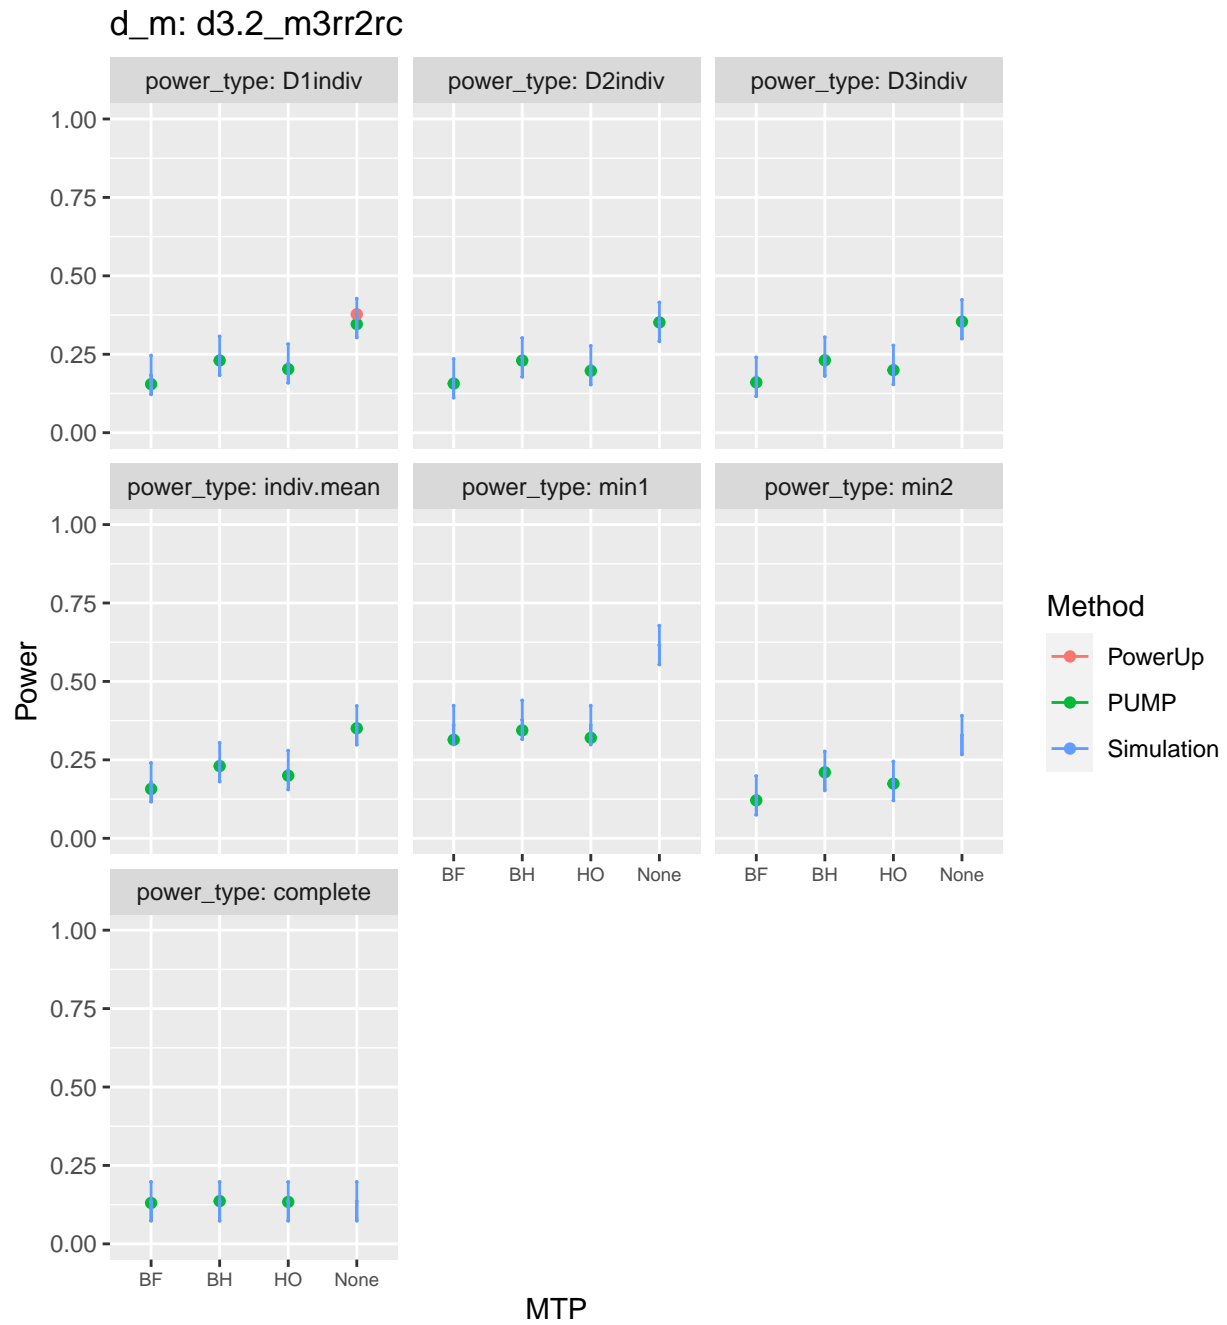 d_m: d3.2_m3rr2rc
power_type: D1indiv
power_type: D2indiv
power_type: D3indiv
1.00
0.75
0.50
0.25
0.00
power_type: indiv.mean
power_type: min1
power_type: min2
1.00
0.75
0.50
0.25
0.00
BF BH HO None
BF BH HO None
power_type: complete
1.00
0.75
0.50
0.25
0.00
BF BH HO None
MTP
Power
Method
PowerUp
PUMP
Simulation